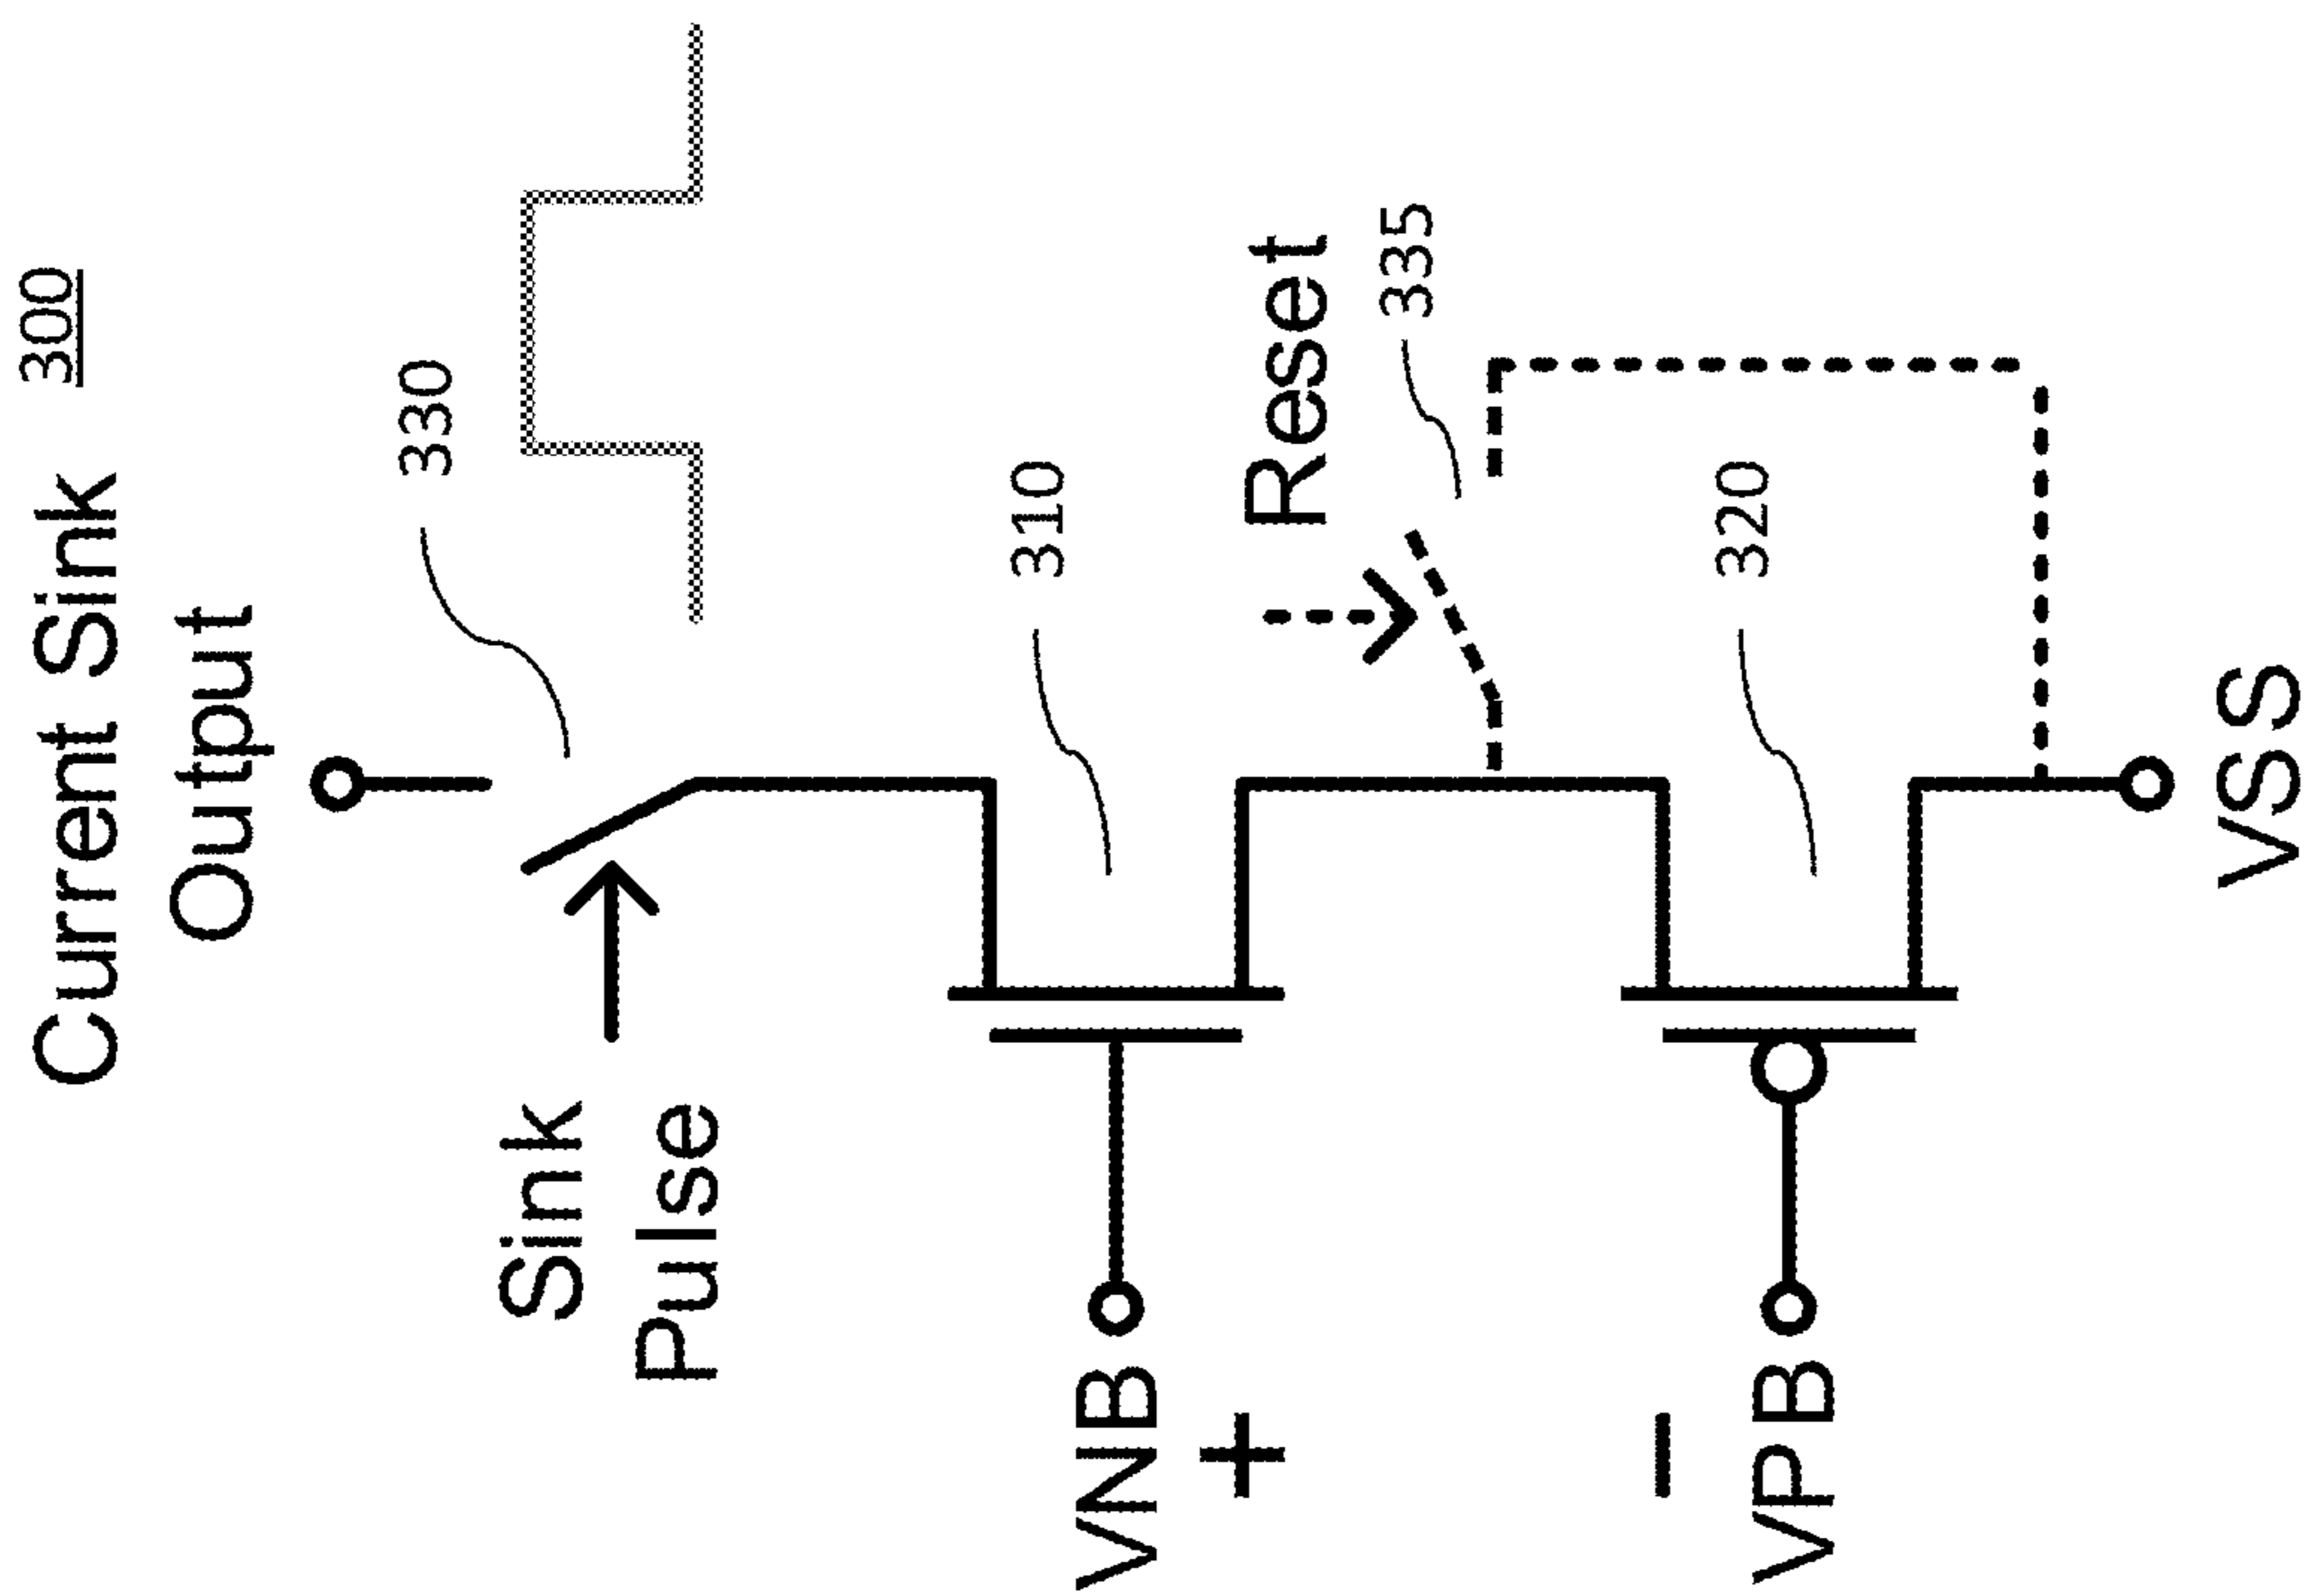 Current Sink
Output
300
330
Sink
Pulse
310
VNB
+
Reset
335
320
−
VPB
VSS